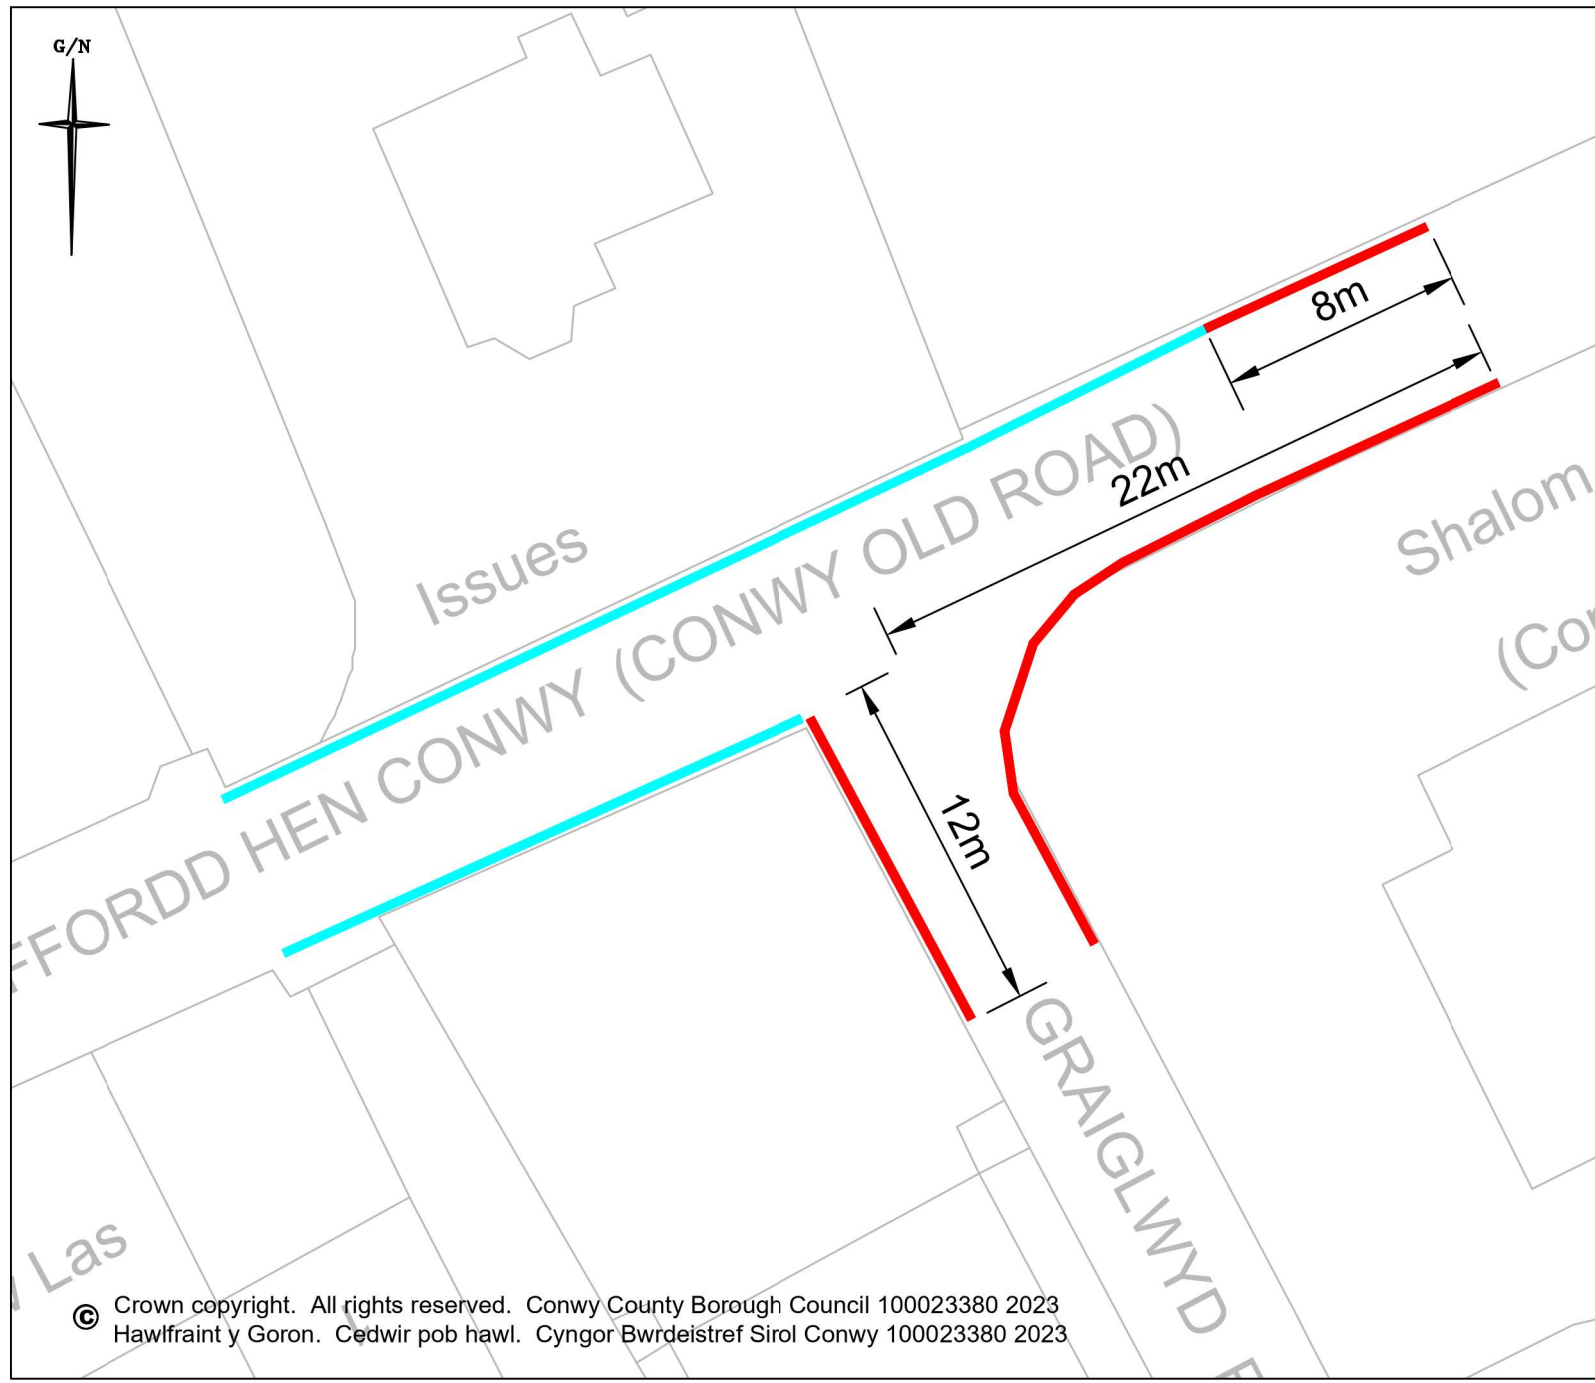 G/N
8m
22m
Issues
FFORDD HEN CONWY (CONWY OLD ROAD)
Shalom
12m
GRAIGLWYD
Las
© Crown copyright. All rights reserved. Conwy County Borough Council 100023380 2023
Hawlfraint y Goron. Cedwir pob hawl. Cyngor Bwrdeistref Sirol Conwy 100023380 2023